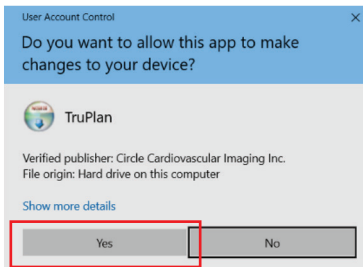 User Account Control
Do you want to allow this app to make
changes to your device?
TruPlan
Verified publisher: Circle Cardiovascular Imaging Inc.
File origin: Hard drive on this computer
Show more details
Yes
No